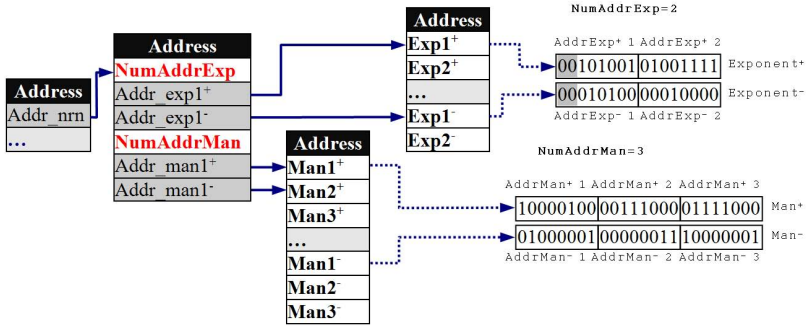 Address
Addr_nrn
...
Address
NumAddrExp
Addr_exp1+
Addr_exp1-
NumAddrMan
Addr_man1+
Addr_man1-
Address
Exp1+
Exp2+
...
Exp1-
Exp2-
Address
Man1+
Man2+
Man3+
...
Man1-
Man2-
Man3-
NumAddrExp=2
AddrExp+ 1 AddrExp+ 2
00101001 01001111 Exponent+
00010100 00010000 Exponent-
AddrExp- 1 AddrExp- 2
NumAddrMan=3
AddrMan+ 1 AddrMan+ 2 AddrMan+ 3
10000100 00111000 01111000 Man+
01000001 00000011 10000001 Man-
AddrMan- 1 AddrMan- 2 AddrMan- 3